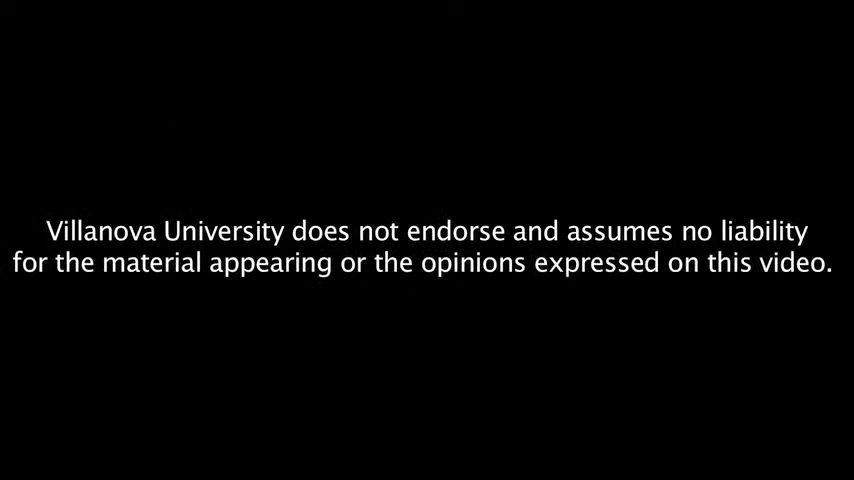 Villanova University does not endorse and assumes no liability
for the material appearing or the opinions expressed on this video.